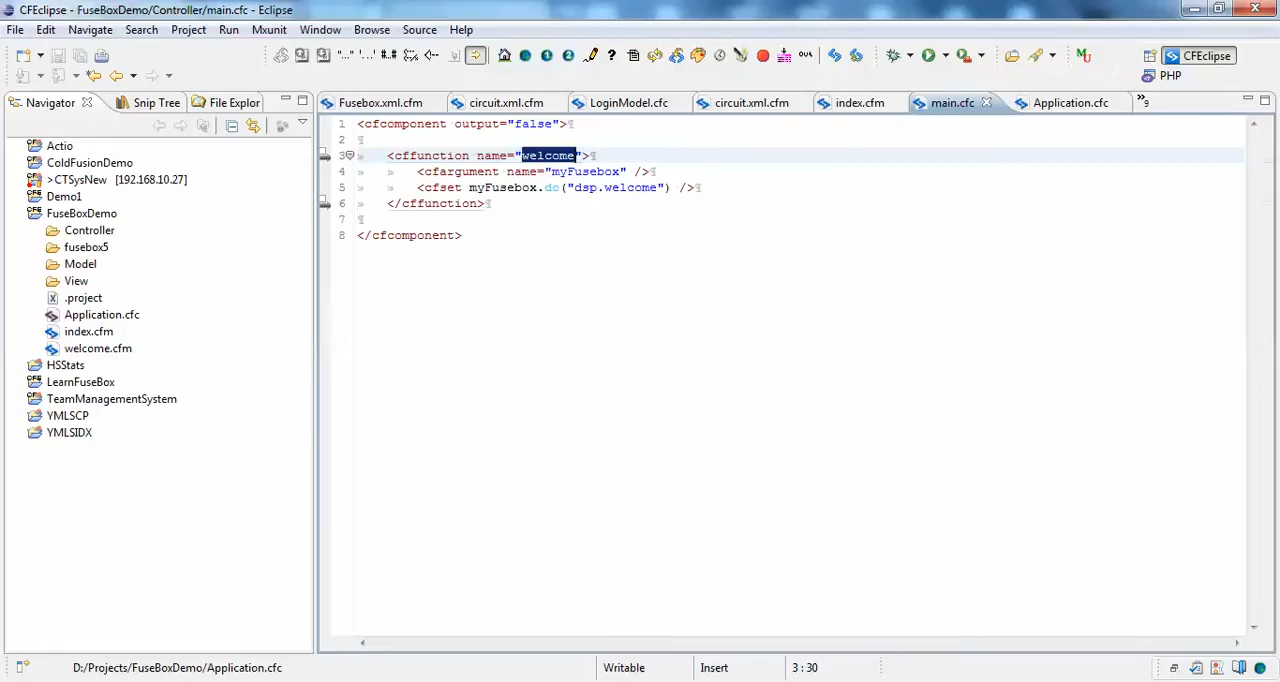 CFEclipse - FuseBoxDemo/Controller/main.cfc - Eclipse
File Edit Navigate Search Project Run Mxunit Window Browse Source Help
CFEclipse
PHP
Navigator Snip Tree File Explor
Fusebox.xml.cfm circuit.xml.cfm LoginModel.cfc circuit.xml.cfm index.cfm main.cfc Application.cfc »9
Actio
ColdFusionDemo
>CTSysNew [192.168.10.27]
Demo1
FuseBoxDemo
Controller
fusebox5
Model
View
.project
Application.cfc
index.cfm
welcome.cfm
HSStats
LearnFuseBox
TeamManagementSystem
YMLSCP
YMLSIDX
1 <cfcomponent output="false">¶
2 ¶
3 » <cffunction name="welcome">¶
4 » » <cfargument name="myFusebox" />¶
5 » » <cfset myFusebox.do("dsp.welcome") />¶
6 » </cffunction>¶
7 ¶
8 </cfcomponent>
D:/Projects/FuseBoxDemo/Application.cfc Writable Insert 3:30